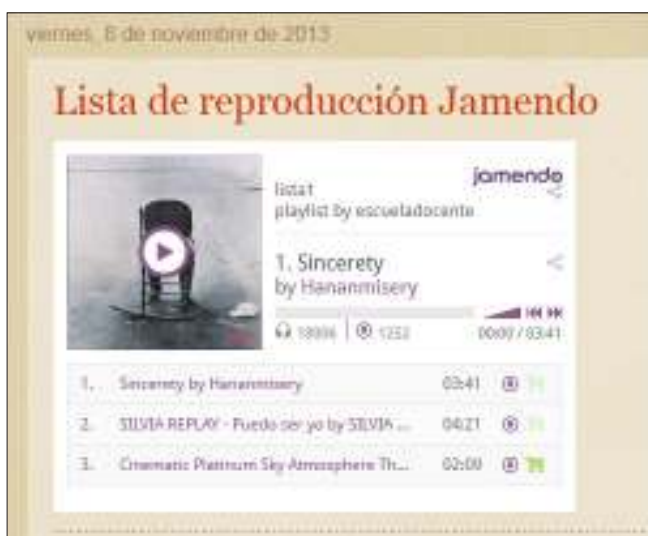 viernes, 8 de noviembre de 2013
Lista de reproducción Jamendo
jamendo
lista1
playlist by escueladocente
1. Sincerety
by Hananmisery
1252
00:00 / 03:41
1. Sincerety by Hananmisery 03:41
2. SILVIA REPLAY - Puedo ser yo by SILVIA ... 04:21
3. Cinematic Platinum Sky Atmosphere Th... 02:09